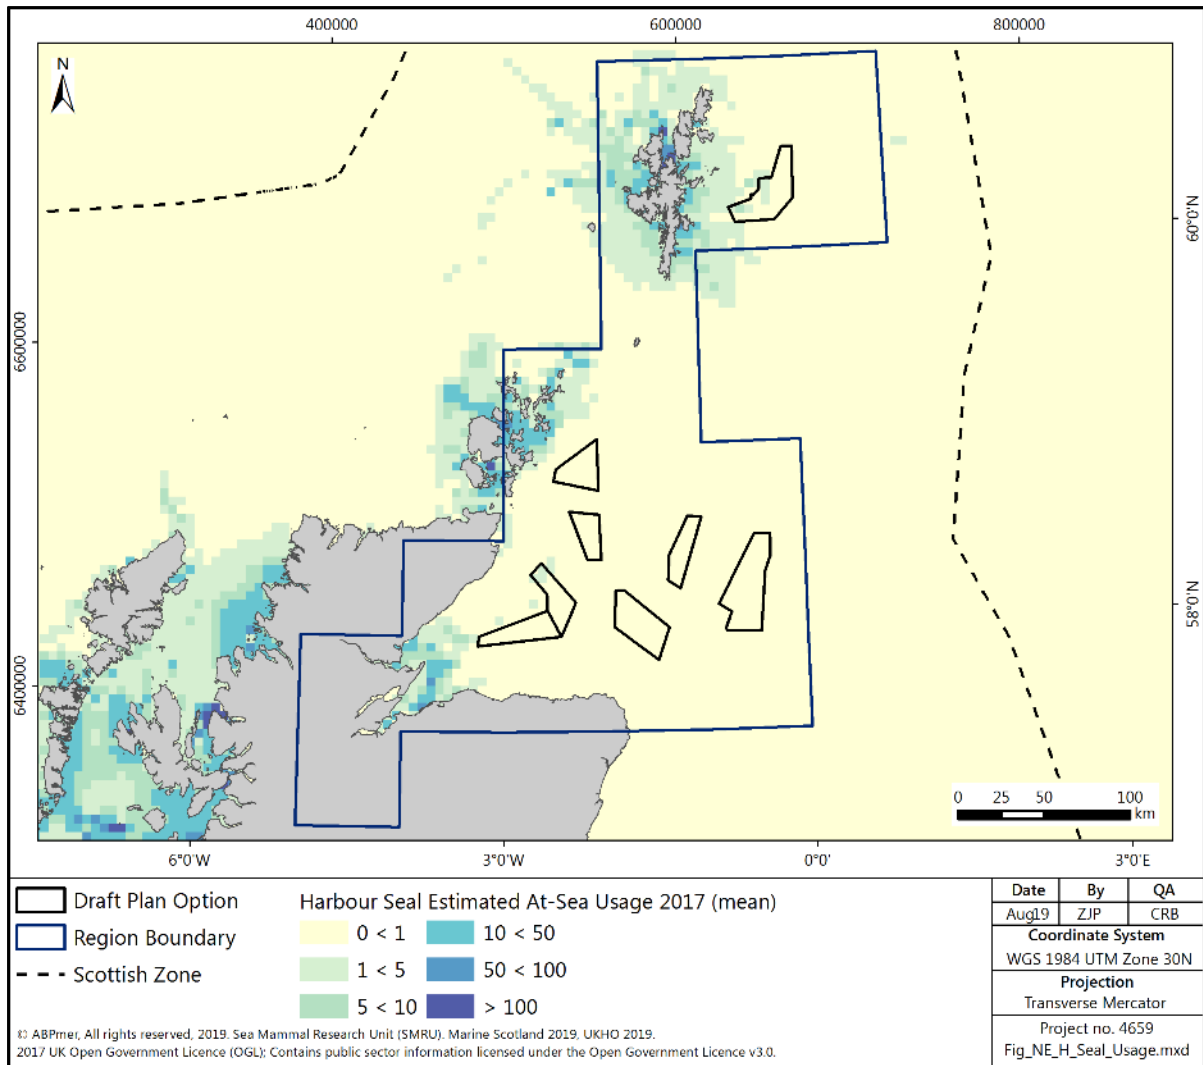 400000
600000
800000
N
60°0'N
6600000
58°0'N
6400000
0 25 50 100
km
6°0'W
3°0'W
0°0'
3°0'E
Draft Plan Option
Region Boundary
Scottish Zone
Harbour Seal Estimated At-Sea Usage 2017 (mean)
0 < 1
10 < 50
1 < 5
50 < 100
5 < 10
> 100
Date By QA
Aug19 ZJP CRB
Coordinate System
WGS 1984 UTM Zone 30N
Projection
Transverse Mercator
Project no. 4659
Fig_NE_H_Seal_Usage.mxd
© ABPmer, All rights reserved, 2019. Sea Mammal Research Unit (SMRU). Marine Scotland 2019, UKHO 2019.
2017 UK Open Government Licence (OGL); Contains public sector information licensed under the Open Government Licence v3.0.